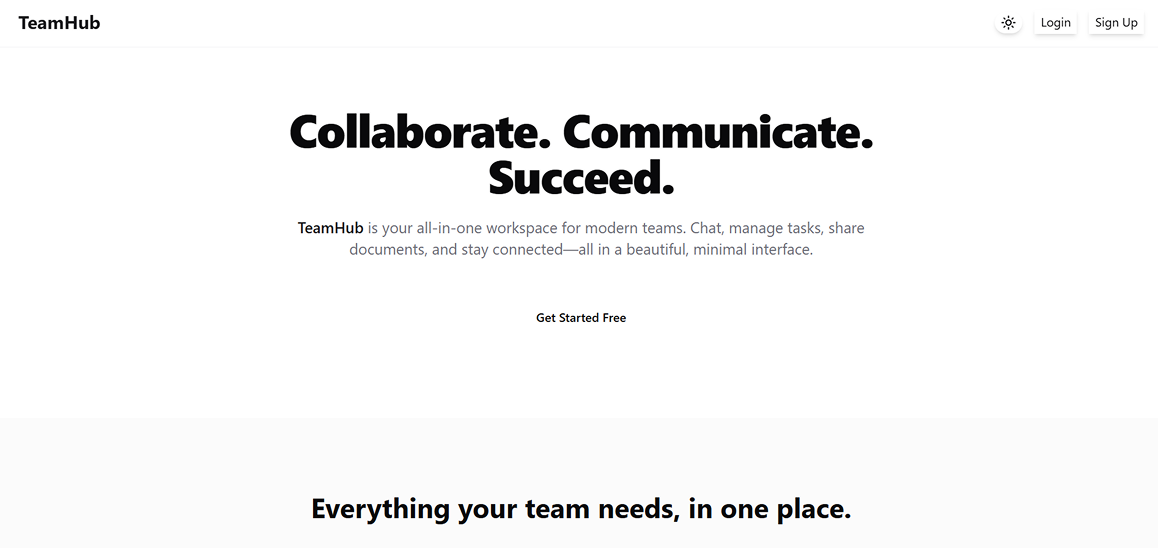 TeamHub
Login
Sign Up
Collaborate. Communicate.
Succeed.
TeamHub is your all-in-one workspace for modern teams. Chat, manage tasks, share
documents, and stay connected—all in a beautiful, minimal interface.
Get Started Free
Everything your team needs, in one place.